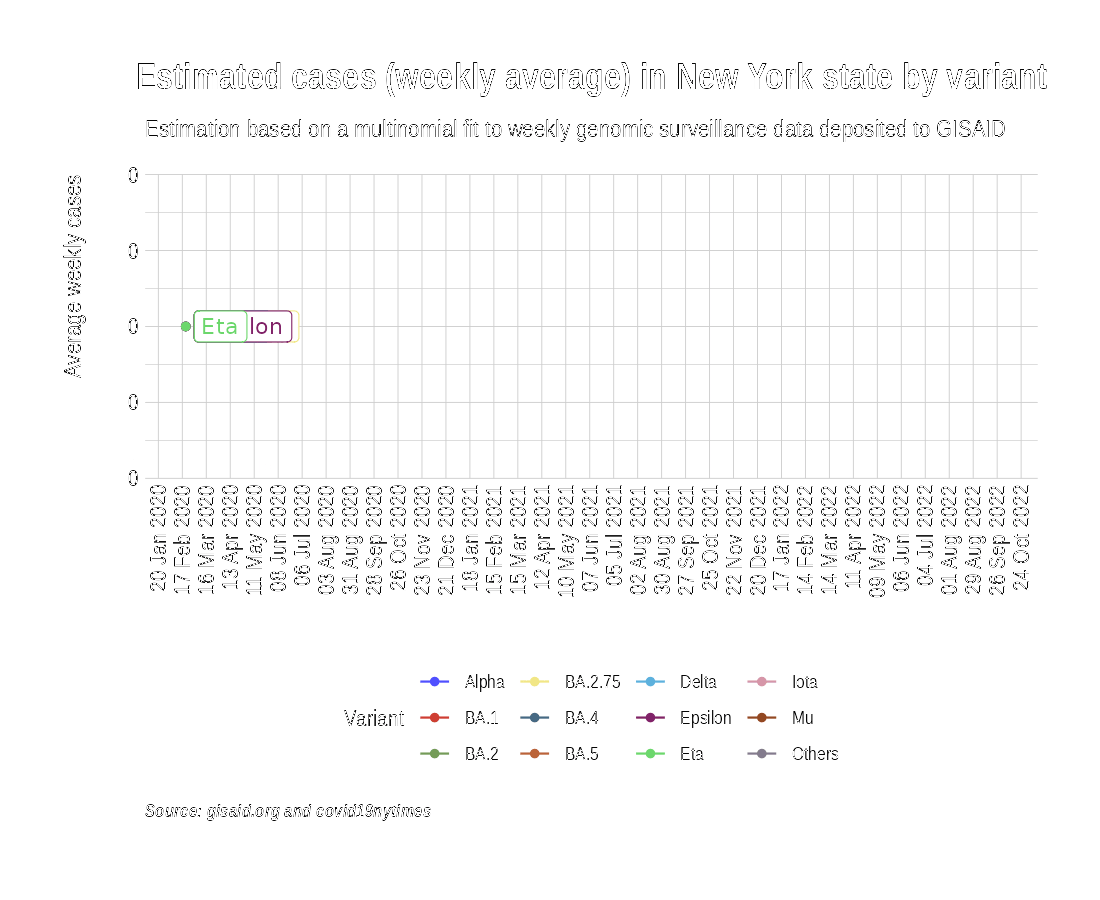 Estimated cases (weekly average) in New York state by variant
Estimation based on a multinomial fit to weekly genomic surveillance data deposited to GISAID
Average weekly cases
0
0
0
0
0
Eta
lon
20 Jan 2020
17 Feb 2020
16 Mar 2020
13 Apr 2020
11 May 2020
08 Jun 2020
06 Jul 2020
03 Aug 2020
31 Aug 2020
28 Sep 2020
26 Oct 2020
23 Nov 2020
21 Dec 2020
18 Jan 2021
15 Feb 2021
15 Mar 2021
12 Apr 2021
10 May 2021
07 Jun 2021
05 Jul 2021
02 Aug 2021
30 Aug 2021
27 Sep 2021
25 Oct 2021
22 Nov 2021
20 Dec 2021
17 Jan 2022
14 Feb 2022
14 Mar 2022
11 Apr 2022
09 May 2022
06 Jun 2022
04 Jul 2022
01 Aug 2022
29 Aug 2022
26 Sep 2022
24 Oct 2022
Variant
Alpha
BA.1
BA.2
BA.2.75
BA.4
BA.5
Delta
Epsilon
Eta
Iota
Mu
Others
Source: gisaid.org and covid19nytimes